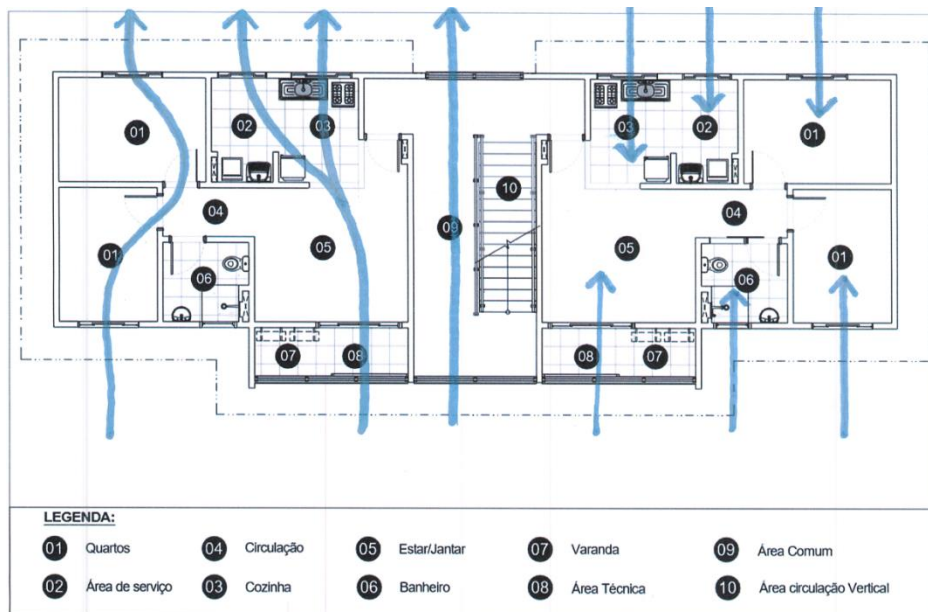 01
02
03
03
02
01
10
04
04
09
01
05
05
01
06
06
07
08
08
07
LEGENDA:
01 Quartos
04 Circulação
05 Estar/Jantar
07 Varanda
09 Área Comum
02 Área de serviço
03 Cozinha
06 Banheiro
08 Área Técnica
10 Área circulação Vertical